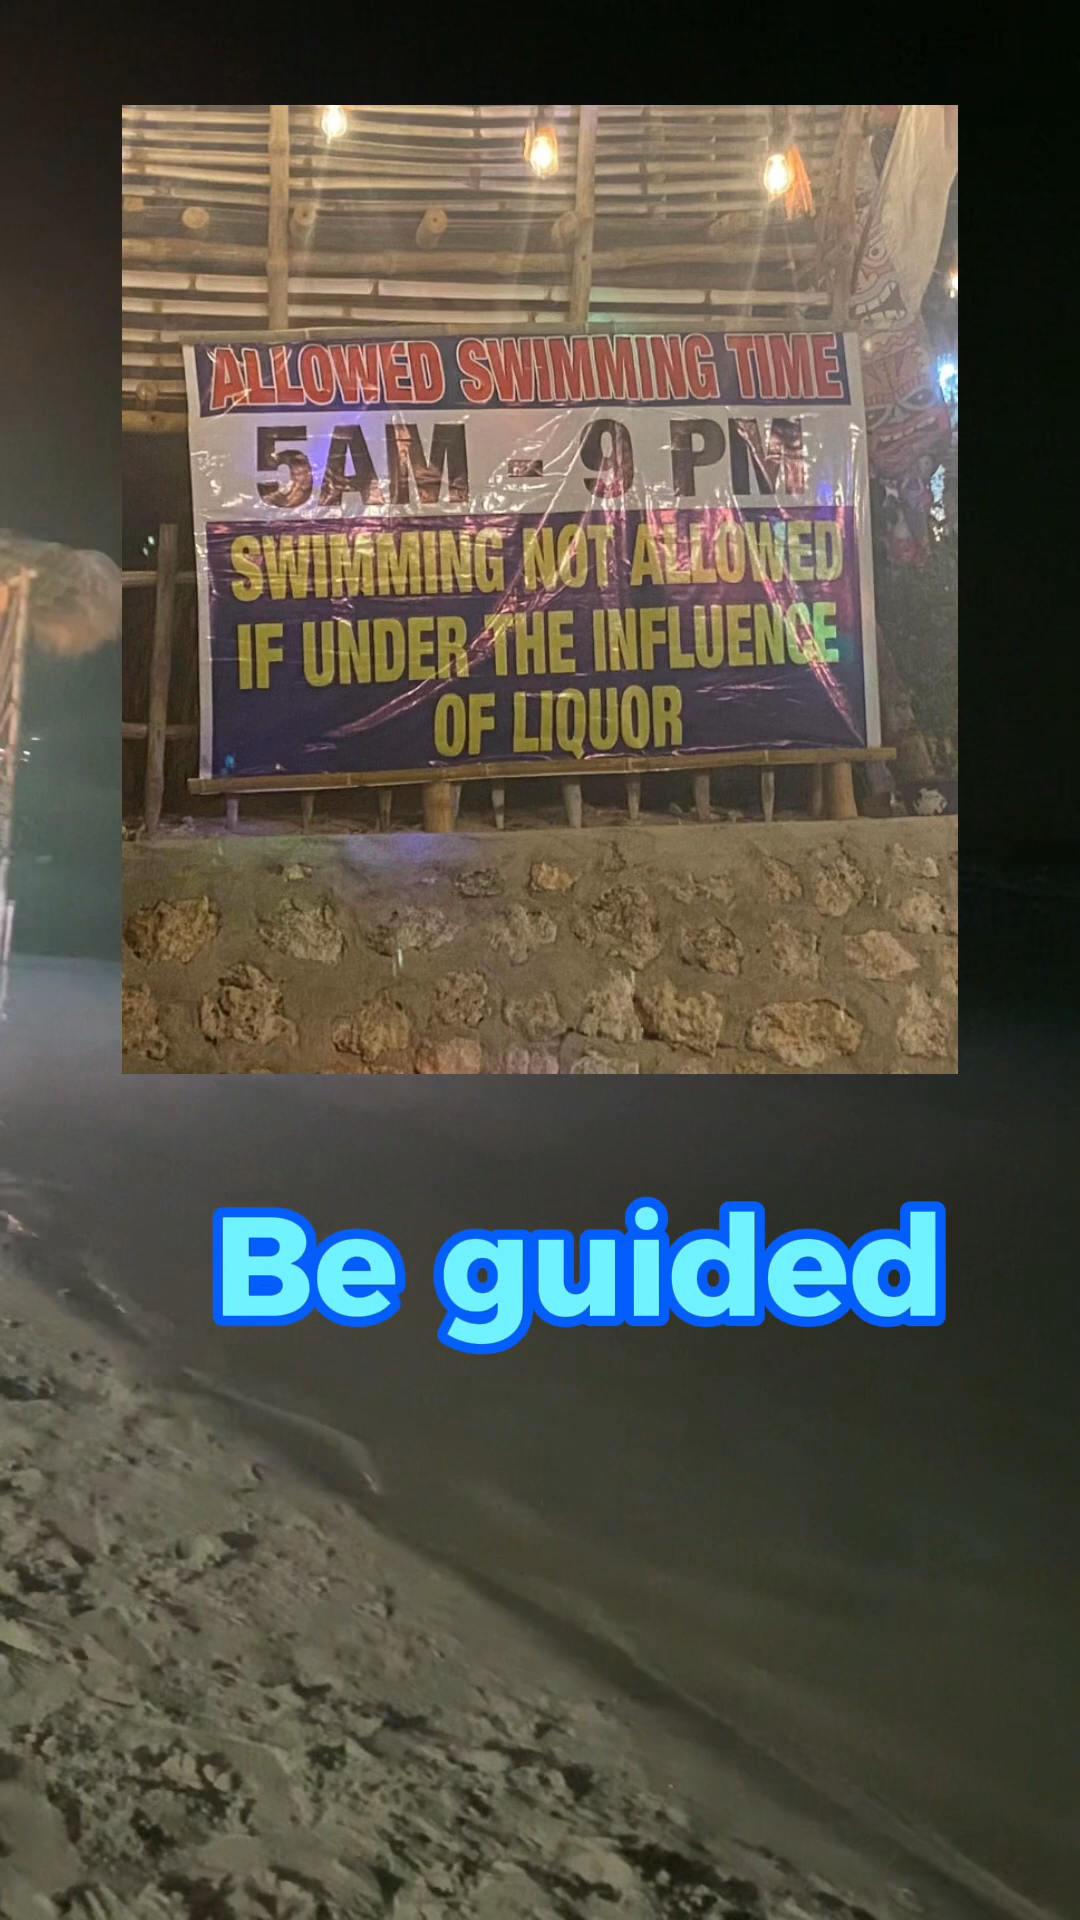 ALLOWED SWIMMING TIME
5AM - 9 PM
SWIMMING NOT ALLOWED
IF UNDER THE INFLUENCE
OF LIQUOR
Be guided